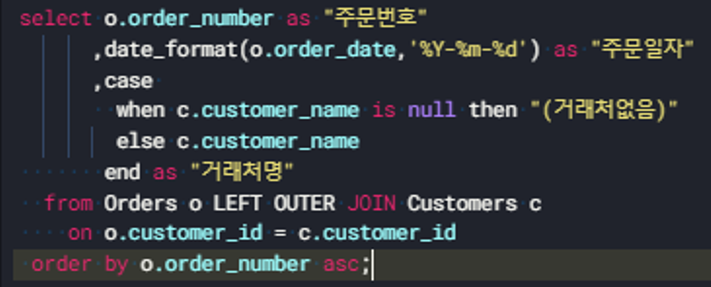 select o.order_number as "주문번호"
,date_format(o.order_date,'%Y-%m-%d') as "주문일자"
,case
when c.customer_name is null then "(거래처없음)"
else c.customer_name
end as "거래처명"
from Orders o LEFT OUTER JOIN Customers c
on o.customer_id = c.customer_id
order by o.order_number asc;